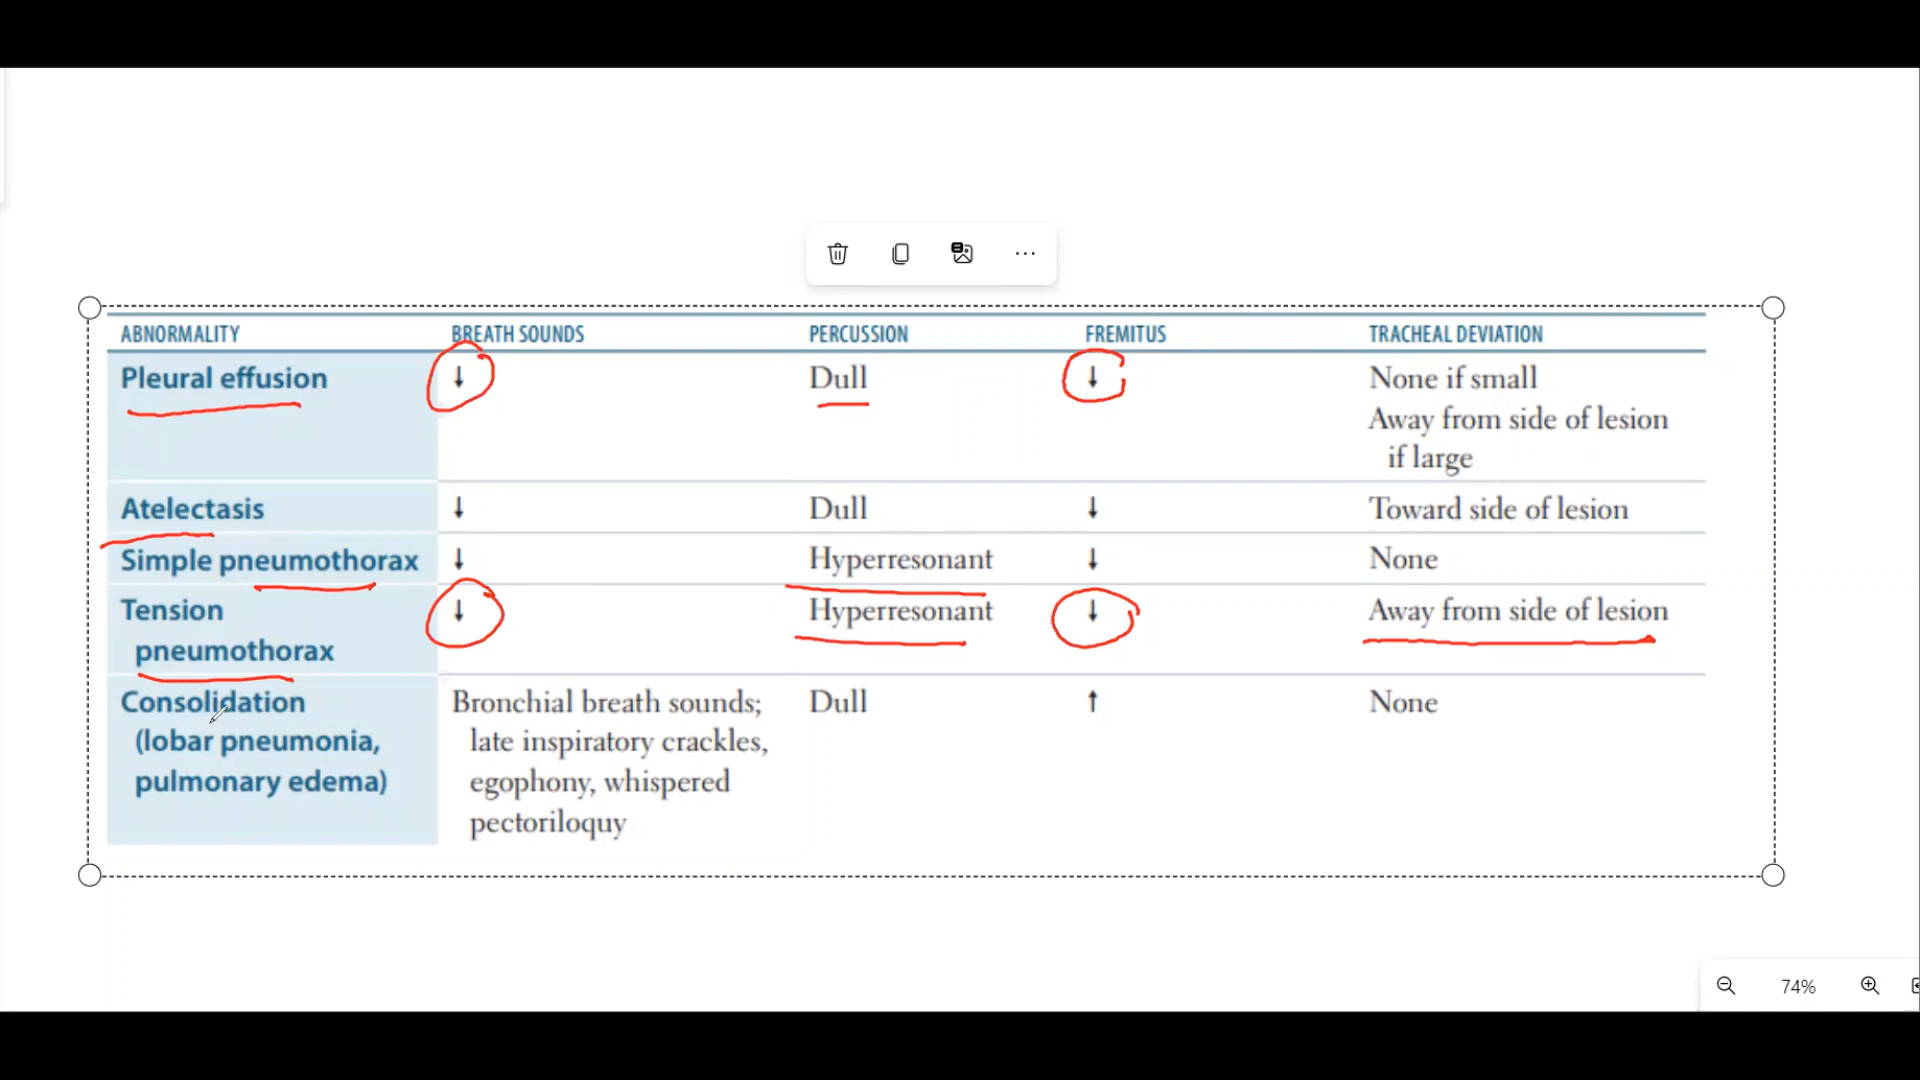 ABNORMALITY BREATH SOUNDS PERCUSSION FREMITUS TRACHEAL DEVIATION
Pleural effusion ↓ Dull ↓ None if small
Away from side of lesion
if large
Atelectasis ↓ Dull ↓ Toward side of lesion
Simple pneumothorax ↓ Hyperresonant ↓ None
Tension ↓ Hyperresonant ↓ Away from side of lesion
pneumothorax
Consolidation Bronchial breath sounds; Dull ↑ None
(lobar pneumonia, late inspiratory crackles,
pulmonary edema) egophony, whispered
pectoriloquy
74%